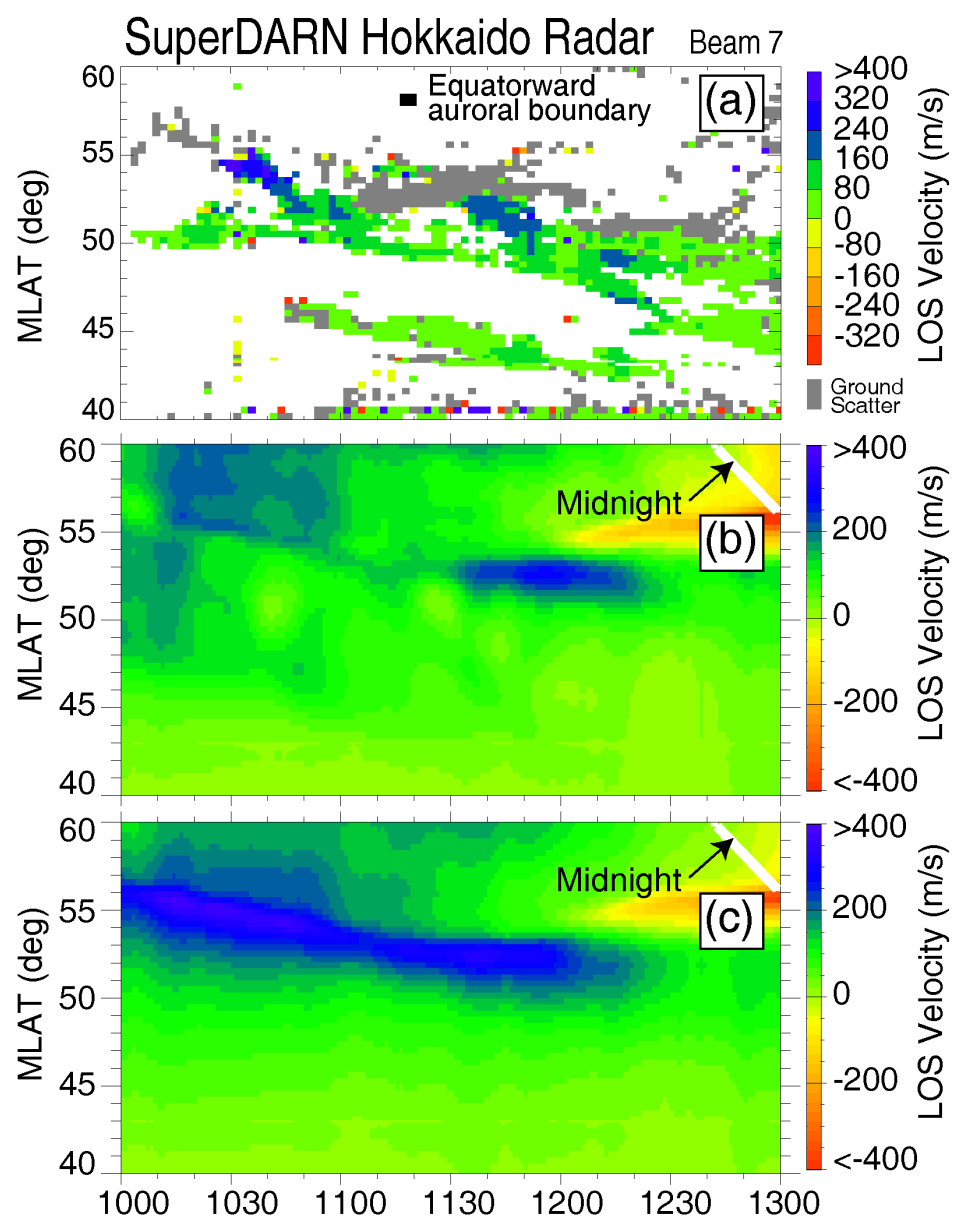 SuperDARN Hokkaido Radar Beam 7
60
55
50
45
40
MLAT (deg)
Equatorward
auroral boundary
(a)
>400
320
240
160
80
0
-80
-160
-240
-320
LOS Velocity (m/s)
Ground
Scatter
60
55
50
45
40
MLAT (deg)
Midnight
(b)
>400
200
0
-200
<-400
LOS Velocity (m/s)
60
55
50
45
40
MLAT (deg)
Midnight
(c)
>400
200
0
-200
<-400
LOS Velocity (m/s)
1000 1030 1100 1130 1200 1230 1300